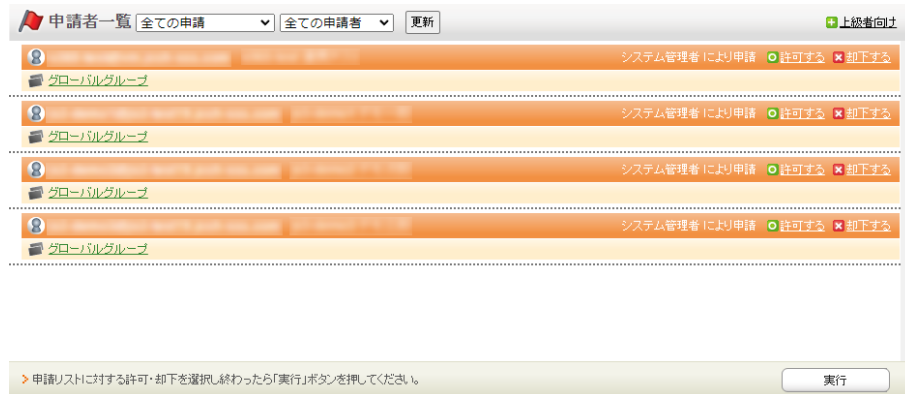 申請者一覧 全ての申請 全ての申請者 更新 上級者向け
システム管理者 により申請 許可する 却下する
グローバルグループ
システム管理者 により申請 許可する 却下する
グローバルグループ
システム管理者 により申請 許可する 却下する
グローバルグループ
システム管理者 により申請 許可する 却下する
グローバルグループ
申請リストに対する許可・却下を選択し終わったら「実行」ボタンを押してください。 実行